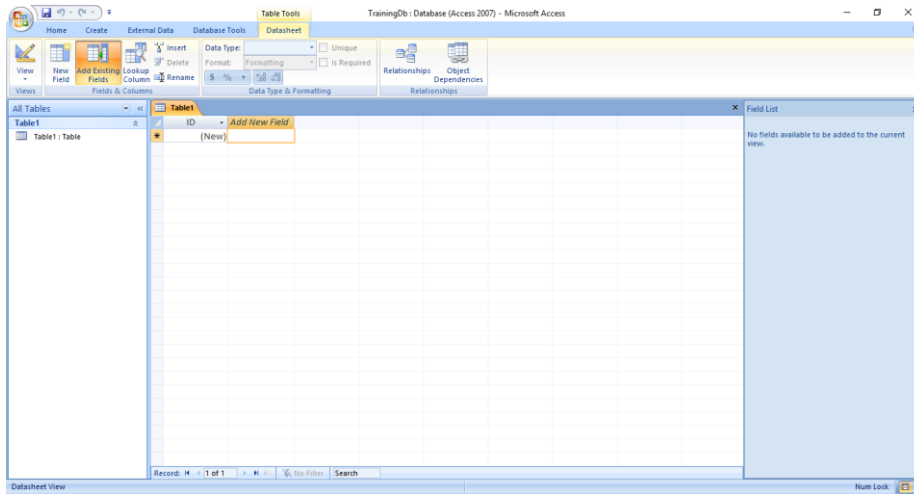 Table Tools
TrainingDb : Database (Access 2007) - Microsoft Access
Home Create External Data Database Tools Datasheet
View
New Field
Add Existing Fields
Lookup Column
Insert
Delete
Rename
Data Type:
Format: Formatting
$ %
Unique
Is Required
Relationships
Object Dependencies
Views Fields & Columns Data Type & Formatting Relationships
All Tables
Table1
Table1 : Table
Table1
ID Add New Field
(New)
Field List
No fields available to be added to the current
view.
Record: 1 of 1 No Filter Search
Datasheet View Num Lock